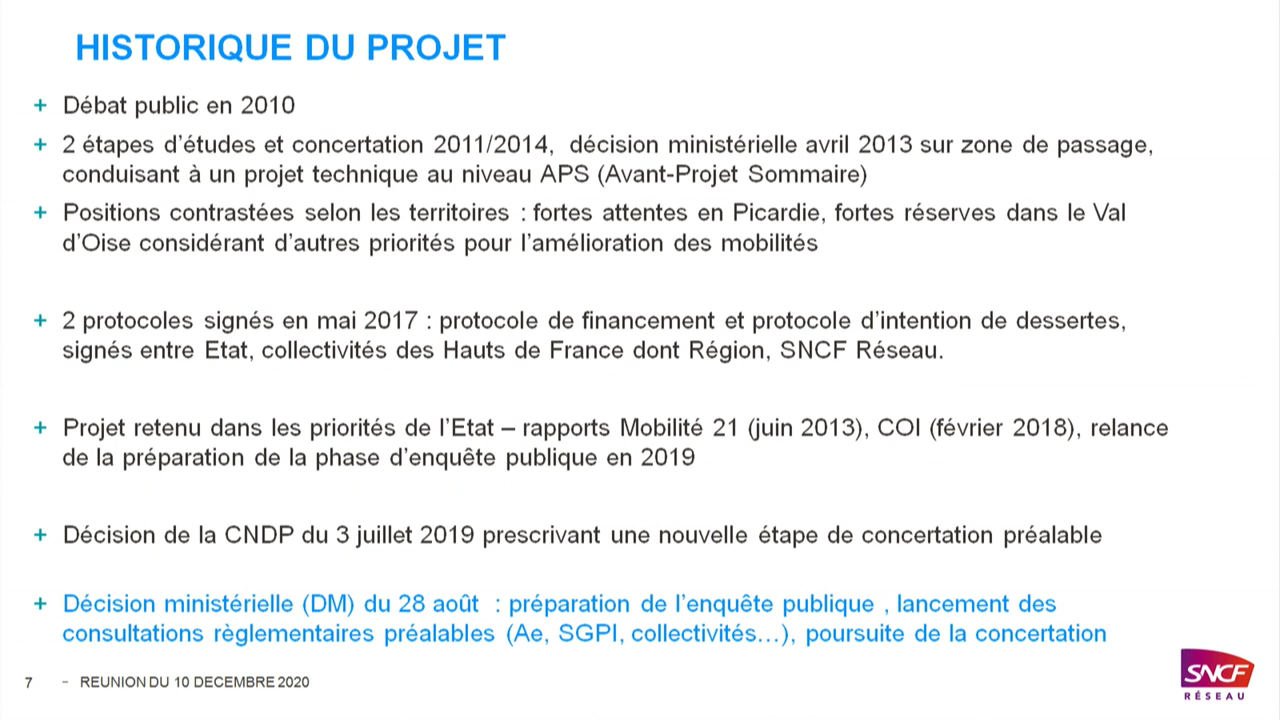 HISTORIQUE DU PROJET
+ Débat public en 2010
+ 2 étapes d’études et concertation 2011/2014, décision ministérielle avril 2013 sur zone de passage,
conduisant à un projet technique au niveau APS (Avant-Projet Sommaire)
+ Positions contrastées selon les territoires : fortes attentes en Picardie, fortes réserves dans le Val
d’Oise considérant d’autres priorités pour l’amélioration des mobilités
+ 2 protocoles signés en mai 2017 : protocole de financement et protocole d’intention de dessertes,
signés entre Etat, collectivités des Hauts de France dont Région, SNCF Réseau.
+ Projet retenu dans les priorités de l’Etat – rapports Mobilité 21 (juin 2013), COI (février 2018), relance
de la préparation de la phase d’enquête publique en 2019
+ Décision de la CNDP du 3 juillet 2019 prescrivant une nouvelle étape de concertation préalable
+ Décision ministérielle (DM) du 28 août : préparation de l’enquête publique , lancement des
consultations règlementaires préalables (Ae, SGPI, collectivités…), poursuite de la concertation
7 – REUNION DU 10 DECEMBRE 2020
SNCF
RÉSEAU